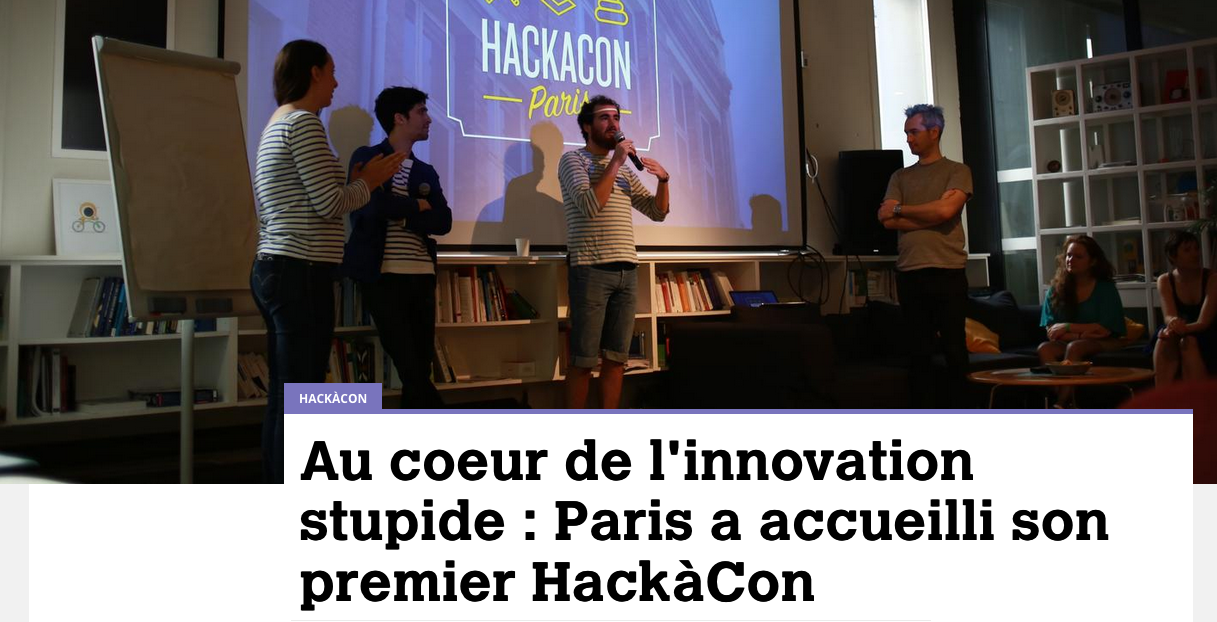 HACKACON
Paris
HACKÀCON
Au coeur de l'innovation
stupide : Paris a accueilli son
premier HackàCon